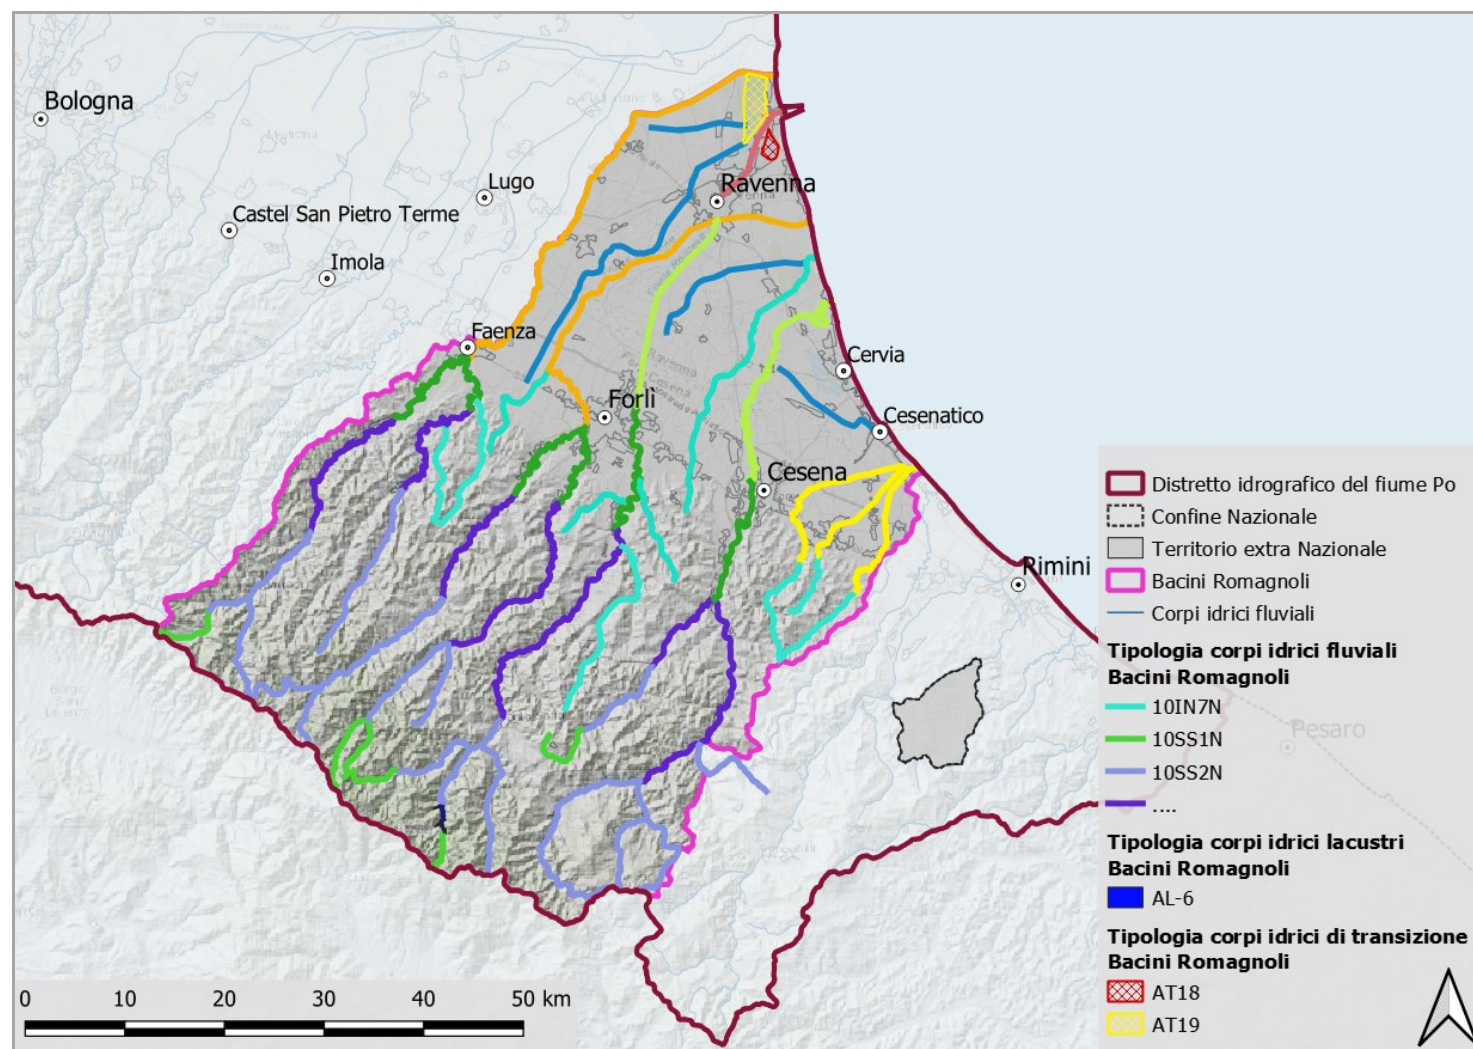 Bologna
Lugo
Castel San Pietro Terme
Imola
Ravenna
Faenza
Cervia
Forlì
Cesenatico
Cesena
Rimini
Pesaro
Distretto idrografico del fiume Po
Confine Nazionale
Territorio extra Nazionale
Bacini Romagnoli
Corpi idrici fluviali
Tipologia corpi idrici fluviali
Bacini Romagnoli
10IN7N
10SS1N
10SS2N
....
Tipologia corpi idrici lacustri
Bacini Romagnoli
AL-6
Tipologia corpi idrici di transizione
Bacini Romagnoli
AT18
AT19
0 10 20 30 40 50 km